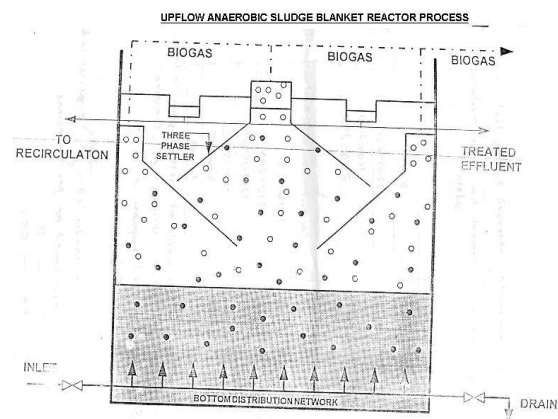 UPFLOW ANAEROBIC SLUDGE BLANKET REACTOR PROCESS
BIOGAS
BIOGAS
BIOGAS
TO
RECIRCULATON
THREE
PHASE
SETTLER
TREATED
EFFLUENT
INLET
BOTTOM DISTRIBUTION NETWORK
DRAIN